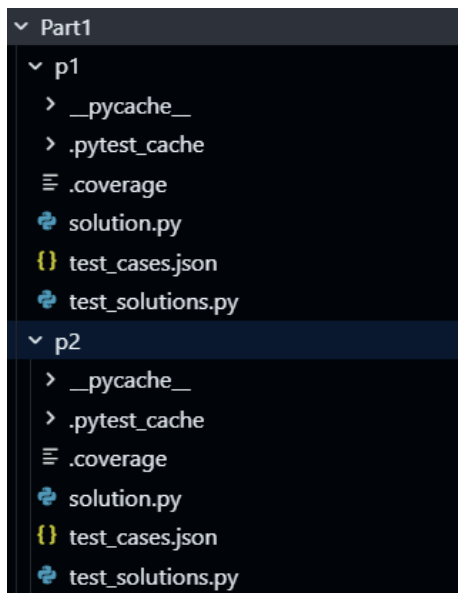 Part1
p1
__pycache__
.pytest_cache
.coverage
solution.py
{} test_cases.json
test_solutions.py
p2
__pycache__
.pytest_cache
.coverage
solution.py
{} test_cases.json
test_solutions.py